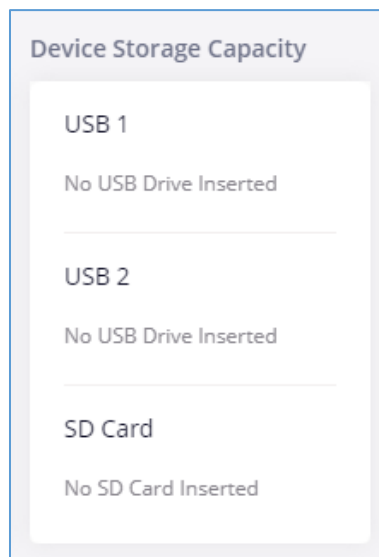 Device Storage Capacity
USB 1
No USB Drive Inserted
USB 2
No USB Drive Inserted
SD Card
No SD Card Inserted